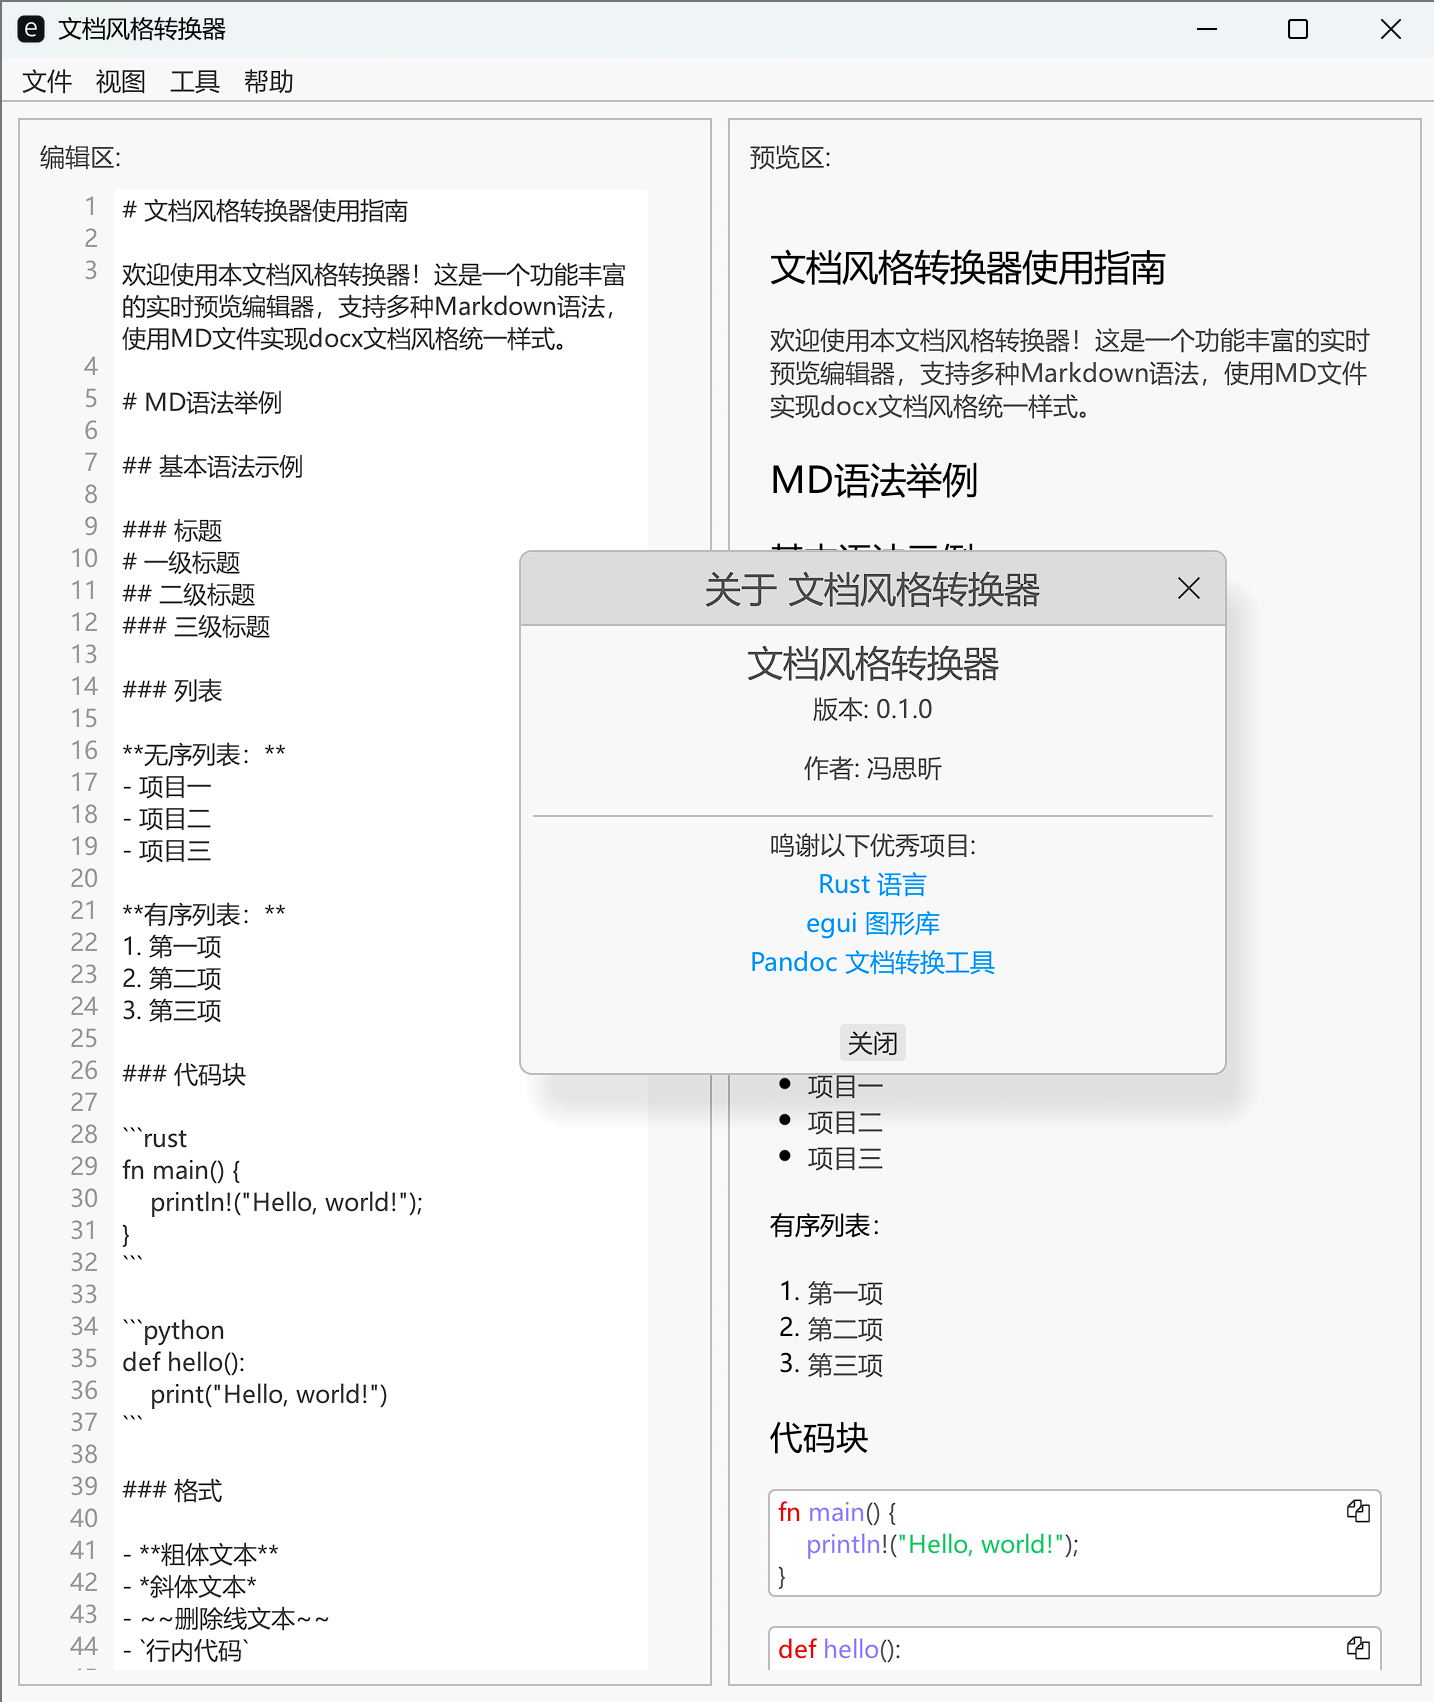 e 文档风格转换器
文件 视图 工具 帮助
编辑区:
1 # 文档风格转换器使用指南
2
3 欢迎使用本文档风格转换器！这是一个功能丰富
的实时预览编辑器，支持多种Markdown语法，
使用MD文件实现docx文档风格统一样式。
4
5 # MD语法举例
6
7 ## 基本语法示例
8
9 ### 标题
10 # 一级标题
11 ## 二级标题
12 ### 三级标题
13
14 ### 列表
15
16 **无序列表：**
17 - 项目一
18 - 项目二
19 - 项目三
20
21 **有序列表：**
22 1. 第一项
23 2. 第二项
24 3. 第三项
25
26 ### 代码块
27
28 ```rust
29 fn main() {
30     println!("Hello, world!");
31 }
32 ```
33
34 ```python
35 def hello():
36     print("Hello, world!")
37 ```
38
39 ### 格式
40
41 - **粗体文本**
42 - *斜体文本*
43 - ~~删除线文本~~
44 - `行内代码`
预览区:
文档风格转换器使用指南
欢迎使用本文档风格转换器！这是一个功能丰富的实时
预览编辑器，支持多种Markdown语法，使用MD文件
实现docx文档风格统一样式。
MD语法举例
关于 文档风格转换器
文档风格转换器
版本: 0.1.0
作者: 冯思昕
鸣谢以下优秀项目:
Rust 语言
egui 图形库
Pandoc 文档转换工具
关闭
• 项目一
• 项目二
• 项目三
有序列表：
1. 第一项
2. 第二项
3. 第三项
代码块
fn main() {
    println!("Hello, world!");
}
def hello():